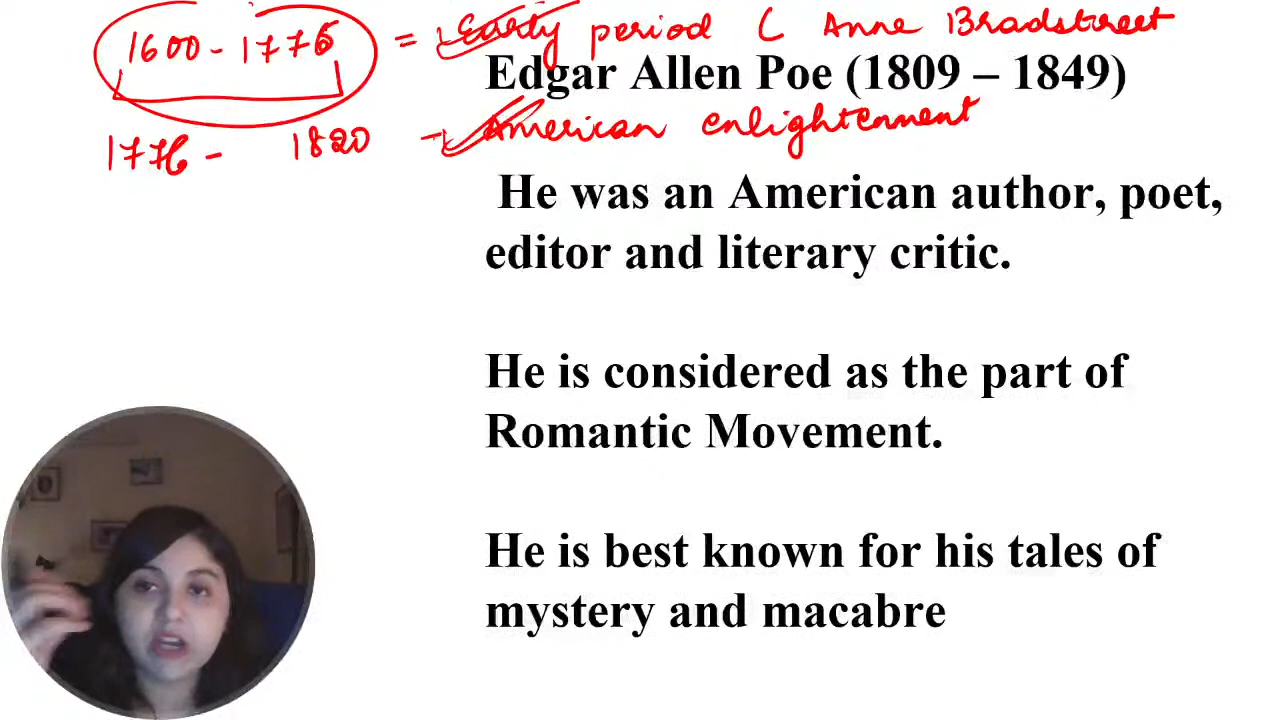 1600 - 1776 = Early period ( Anne Bradstreet
Edgar Allen Poe (1809 – 1849)
1776 - 1820 - American enlightenment
He was an American author, poet,
editor and literary critic.
He is considered as the part of
Romantic Movement.
He is best known for his tales of
mystery and macabre